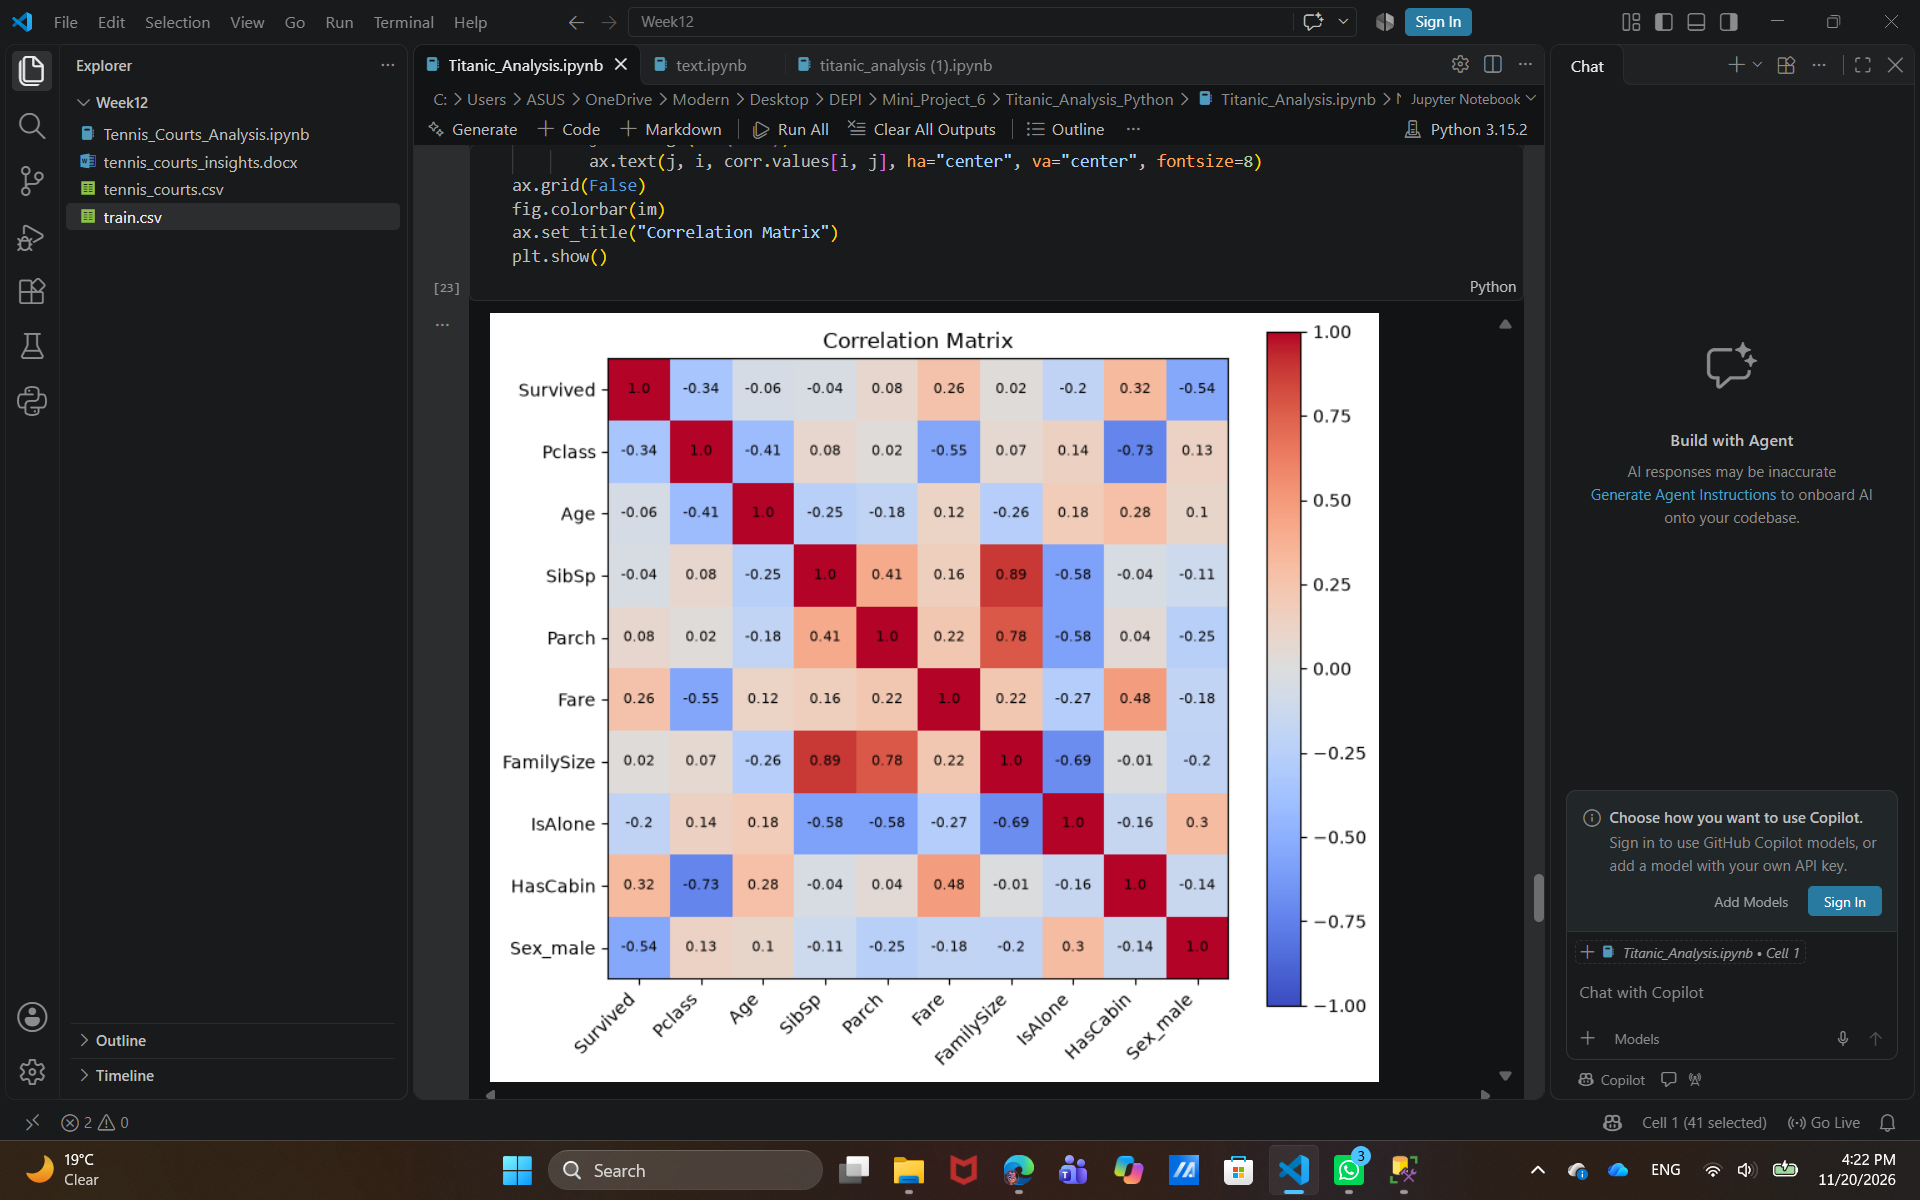 File Edit Selection View Go Run Terminal Help
Week12
Sign In
Explorer
Week12
Tennis_Courts_Analysis.ipynb
tennis_courts_insights.docx
tennis_courts.csv
train.csv
Outline
Timeline
Titanic_Analysis.ipynb
text.ipynb
titanic_analysis (1).ipynb
C: > Users > ASUS > OneDrive > Modern > Desktop > DEPI > Mini_Project_6 > Titanic_Analysis_Python > Titanic_Analysis.ipynb >
Jupyter Notebook
Generate + Code + Markdown Run All Clear All Outputs Outline ...
Python 3.15.2
ax.text(j, i, corr.values[i, j], ha="center", va="center", fontsize=8)
ax.grid(False)
fig.colorbar(im)
ax.set_title("Correlation Matrix")
plt.show()
[23]
Python
Correlation Matrix
Survived 1.0 -0.34 -0.06 -0.04 0.08 0.26 0.02 -0.2 0.32 -0.54
Pclass -0.34 1.0 -0.41 0.08 0.02 -0.55 0.07 0.14 -0.73 0.13
Age -0.06 -0.41 1.0 -0.25 -0.18 0.12 -0.26 0.18 0.28 0.1
SibSp -0.04 0.08 -0.25 1.0 0.41 0.16 0.89 -0.58 -0.04 -0.11
Parch 0.08 0.02 -0.18 0.41 1.0 0.22 0.78 -0.58 0.04 -0.25
Fare 0.26 -0.55 0.12 0.16 0.22 1.0 0.22 -0.27 0.48 -0.18
FamilySize 0.02 0.07 -0.26 0.89 0.78 0.22 1.0 -0.69 -0.01 -0.2
IsAlone -0.2 0.14 0.18 -0.58 -0.58 -0.27 -0.69 1.0 -0.16 0.3
HasCabin 0.32 -0.73 0.28 -0.04 0.04 0.48 -0.01 -0.16 1.0 -0.14
Sex_male -0.54 0.13 0.1 -0.11 -0.25 -0.18 -0.2 0.3 -0.14 1.0
Survived Pclass Age SibSp Parch Fare FamilySize IsAlone HasCabin Sex_male
1.00
0.75
0.50
0.25
0.00
−0.25
−0.50
−0.75
−1.00
Chat
Build with Agent
AI responses may be inaccurate
Generate Agent Instructions to onboard AI
onto your codebase.
Choose how you want to use Copilot.
Sign in to use GitHub Copilot models, or
add a model with your own API key.
Add Models
Sign In
Titanic_Analysis.ipynb • Cell 1
Chat with Copilot
Models
Copilot
2 0
Cell 1 (41 selected)
Go Live
19°C
Clear
Search
3
ENG
4:22 PM
11/20/2026